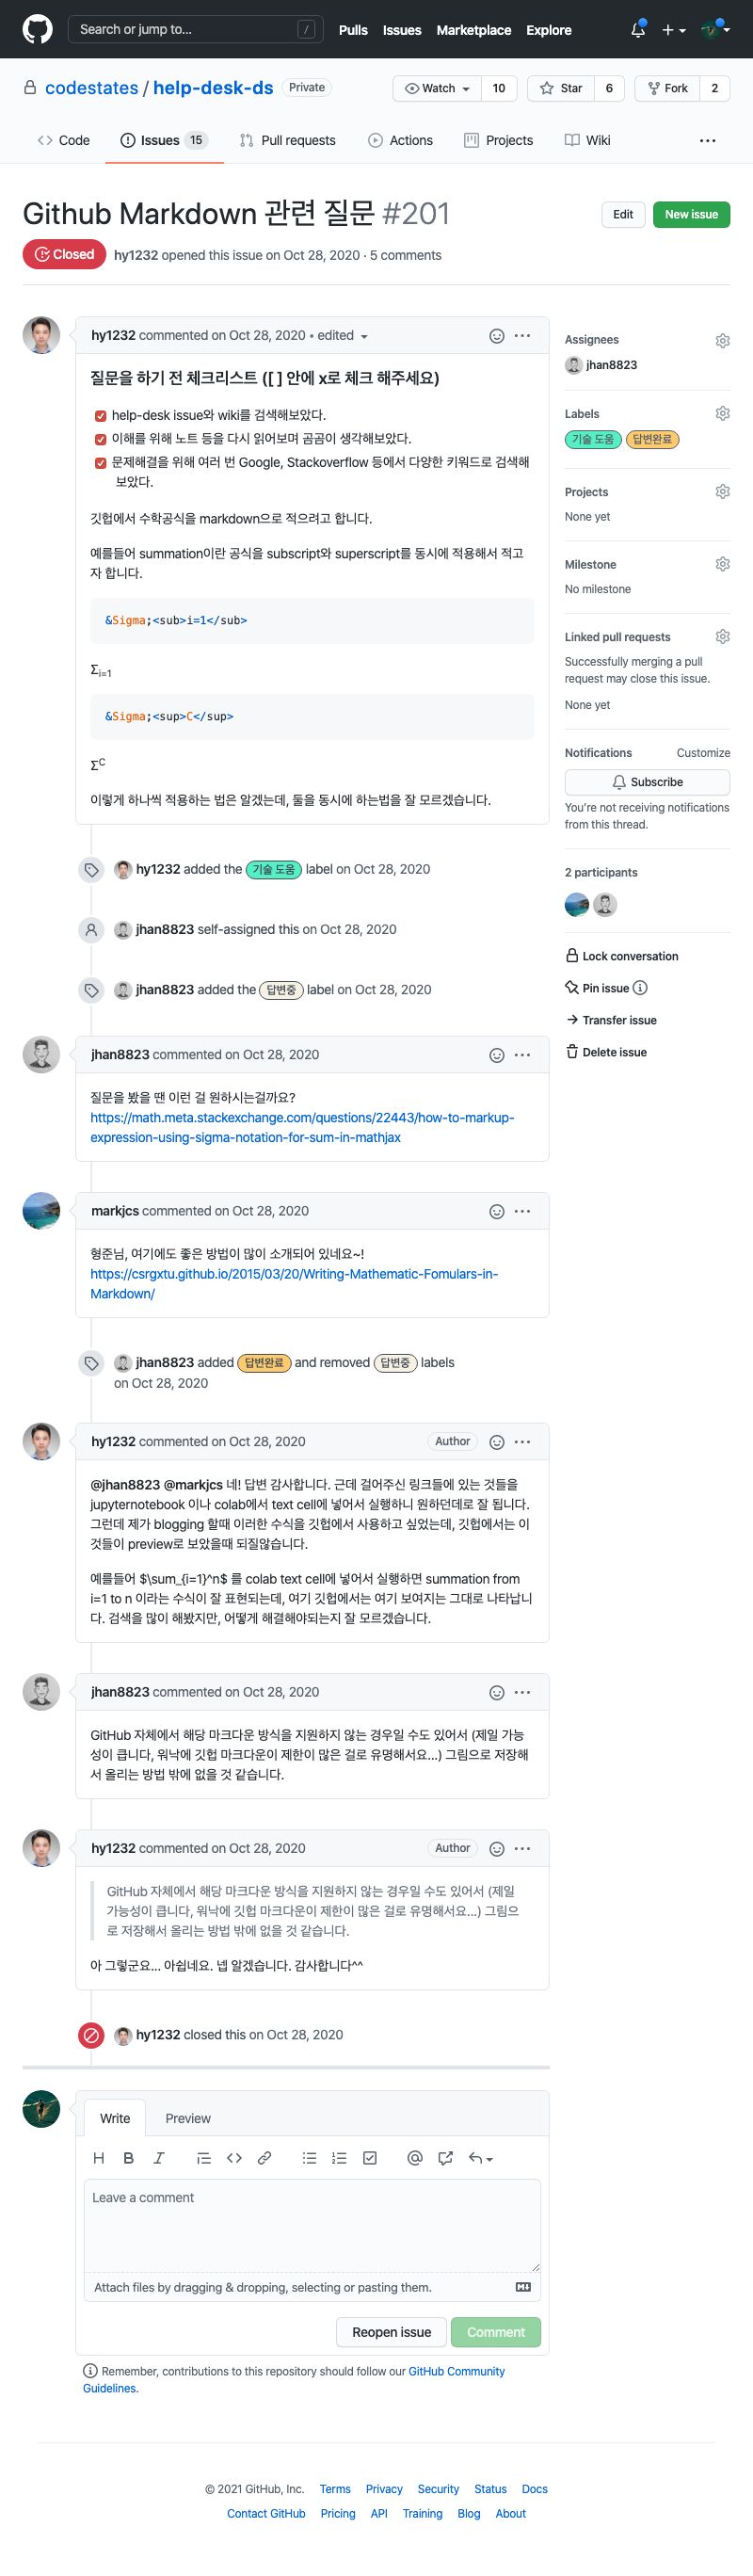 Search or jump to... /
Pulls Issues Marketplace Explore
codestates / help-desk-ds Private
Watch 10 Star 6 Fork 2
Code Issues 15 Pull requests Actions Projects Wiki ...
Github Markdown 관련 질문 #201
Edit New issue
Closed hy1232 opened this issue on Oct 28, 2020 · 5 comments
hy1232 commented on Oct 28, 2020 • edited
질문을 하기 전 체크리스트 ([ ] 안에 x로 체크 해주세요)
help-desk issue와 wiki를 검색해보았다.
이해를 위해 노트 등을 다시 읽어보며 곰곰이 생각해보았다.
문제해결을 위해 여러 번 Google, Stackoverflow 등에서 다양한 키워드로 검색해
보았다.
깃헙에서 수학공식을 markdown으로 적으려고 합니다.
예를들어 summation이란 공식을 subscript와 superscript를 동시에 적용해서 적고
자 합니다.
&Sigma;<sub>i=1</sub>
Σi=1
&Sigma;<sup>C</sup>
ΣC
이렇게 하나씩 적용하는 법은 알겠는데, 둘을 동시에 하는법을 잘 모르겠습니다.
hy1232 added the 기술 도움 label on Oct 28, 2020
jhan8823 self-assigned this on Oct 28, 2020
jhan8823 added the 답변중 label on Oct 28, 2020
jhan8823 commented on Oct 28, 2020
질문을 봤을 땐 이런 걸 원하시는걸까요?
https://math.meta.stackexchange.com/questions/22443/how-to-markup-
expression-using-sigma-notation-for-sum-in-mathjax
markjcs commented on Oct 28, 2020
형준님, 여기에도 좋은 방법이 많이 소개되어 있네요~!
https://csrgxtu.github.io/2015/03/20/Writing-Mathematic-Fomulars-in-
Markdown/
jhan8823 added 답변완료 and removed 답변중 labels
on Oct 28, 2020
hy1232 commented on Oct 28, 2020 Author
@jhan8823 @markjcs 네! 답변 감사합니다. 근데 걸어주신 링크들에 있는 것들을
jupyternotebook 이나 colab에서 text cell에 넣어서 실행하니 원하던데로 잘 됩니다.
그런데 제가 blogging 할때 이러한 수식을 깃헙에서 사용하고 싶었는데, 깃헙에서는 이
것들이 preview로 보았을때 되질않습니다.
예를들어 $\sum_{i=1}^n$ 를 colab text cell에 넣어서 실행하면 summation from
i=1 to n 이라는 수식이 잘 표현되는데, 여기 깃헙에서는 여기 보여지는 그대로 나타납니
다. 검색을 많이 해봤지만, 어떻게 해결해야되는지 잘 모르겠습니다.
jhan8823 commented on Oct 28, 2020
GitHub 자체에서 해당 마크다운 방식을 지원하지 않는 경우일 수도 있어서 (제일 가능
성이 큽니다, 워낙에 깃헙 마크다운이 제한이 많은 걸로 유명해서요...) 그림으로 저장해
서 올리는 방법 밖에 없을 것 같습니다.
hy1232 commented on Oct 28, 2020 Author
GitHub 자체에서 해당 마크다운 방식을 지원하지 않는 경우일 수도 있어서 (제일
가능성이 큽니다, 워낙에 깃헙 마크다운이 제한이 많은 걸로 유명해서요...) 그림으
로 저장해서 올리는 방법 밖에 없을 것 같습니다.
아 그렇군요... 아쉽네요. 넵 알겠습니다. 감사합니다^^
hy1232 closed this on Oct 28, 2020
Write Preview
Leave a comment
Attach files by dragging & dropping, selecting or pasting them.
Reopen issue Comment
Remember, contributions to this repository should follow our GitHub Community
Guidelines.
Assignees
jhan8823
Labels
기술 도움 답변완료
Projects
None yet
Milestone
No milestone
Linked pull requests
Successfully merging a pull
request may close this issue.
None yet
Notifications Customize
Subscribe
You're not receiving notifications
from this thread.
2 participants
Lock conversation
Pin issue
Transfer issue
Delete issue
© 2021 GitHub, Inc. Terms Privacy Security Status Docs
Contact GitHub Pricing API Training Blog About